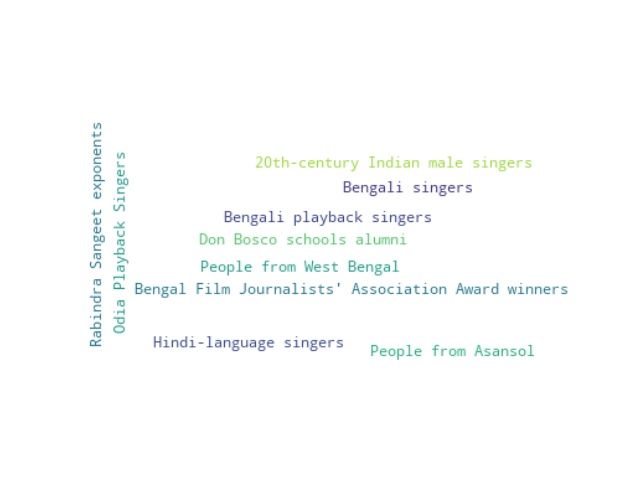 Rabindra Sangeet exponents
Odia Playback Singers
20th-century Indian male singers
Bengali singers
Bengali playback singers
Don Bosco schools alumni
People from West Bengal
Bengal Film Journalists' Association Award winners
Hindi-language singers
People from Asansol